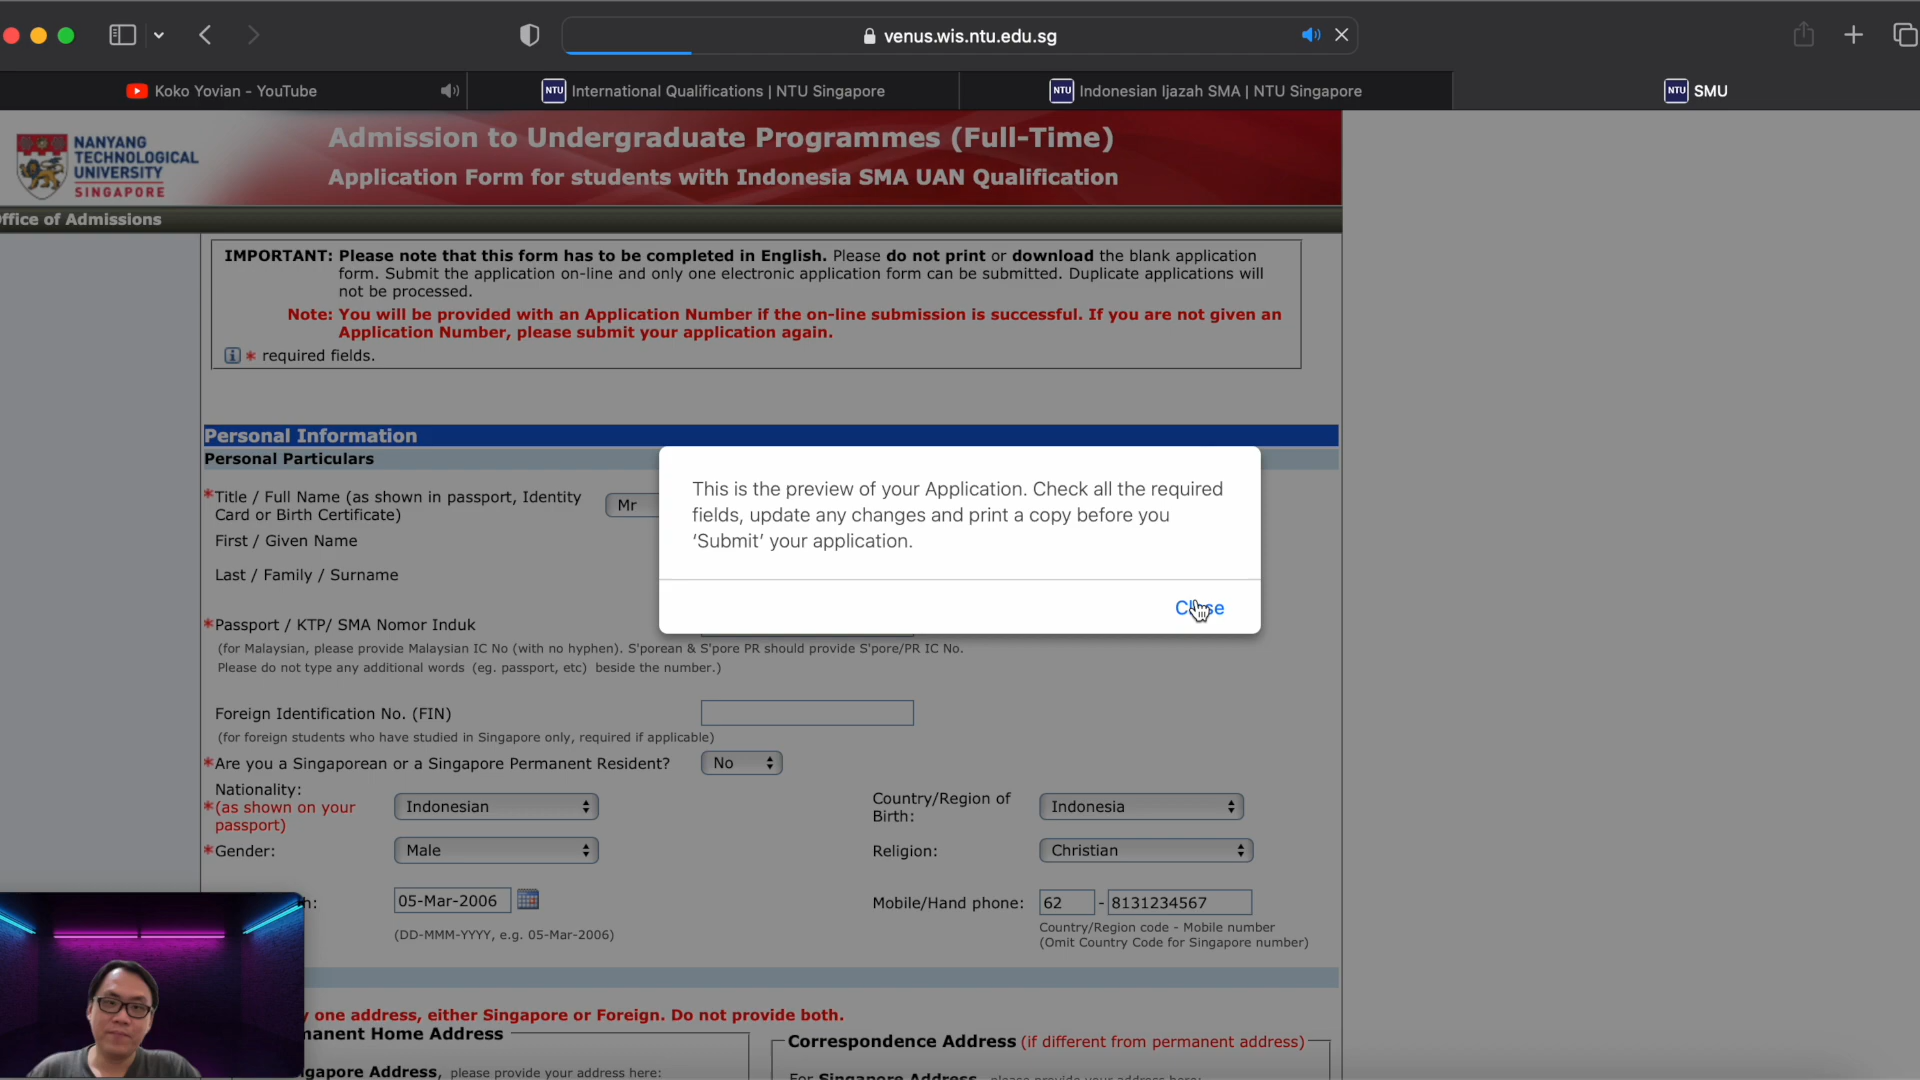 venus.wis.ntu.edu.sg
Koko Yovian - YouTube
NTU International Qualifications | NTU Singapore
NTU Indonesian Ijazah SMA | NTU Singapore
NTU SMU
NANYANG
TECHNOLOGICAL
UNIVERSITY
SINGAPORE
Admission to Undergraduate Programmes (Full-Time)
Application Form for students with Indonesia SMA UAN Qualification
ffice of Admissions
IMPORTANT: Please note that this form has to be completed in English. Please do not print or download the blank application
form. Submit the application on-line and only one electronic application form can be submitted. Duplicate applications will
not be processed.
Note: You will be provided with an Application Number if the on-line submission is successful. If you are not given an
Application Number, please submit your application again.
i * required fields.
Personal Information
Personal Particulars
*Title / Full Name (as shown in passport, Identity
Card or Birth Certificate)
Mr
First / Given Name
Last / Family / Surname
This is the preview of your Application. Check all the required
fields, update any changes and print a copy before you
‘Submit’ your application.
Close
*Passport / KTP/ SMA Nomor Induk
(for Malaysian, please provide Malaysian IC No (with no hyphen). S'porean & S'pore PR should provide S'pore/PR IC No.
Please do not type any additional words (eg. passport, etc) beside the number.)
Foreign Identification No. (FIN)
(for foreign students who have studied in Singapore only, required if applicable)
*Are you a Singaporean or a Singapore Permanent Resident? No
Nationality:
*(as shown on your
passport)
Indonesian
Country/Region of
Birth:
Indonesia
*Gender: Male
Religion: Christian
h: 05-Mar-2006
(DD-MMM-YYYY, e.g. 05-Mar-2006)
Mobile/Hand phone: 62 - 8131234567
Country/Region code - Mobile number
(Omit Country Code for Singapore number)
y one address, either Singapore or Foreign. Do not provide both.
manent Home Address
Correspondence Address (if different from permanent address)
gapore Address, please provide your address here:
For Singapore Address, please provide your address here: